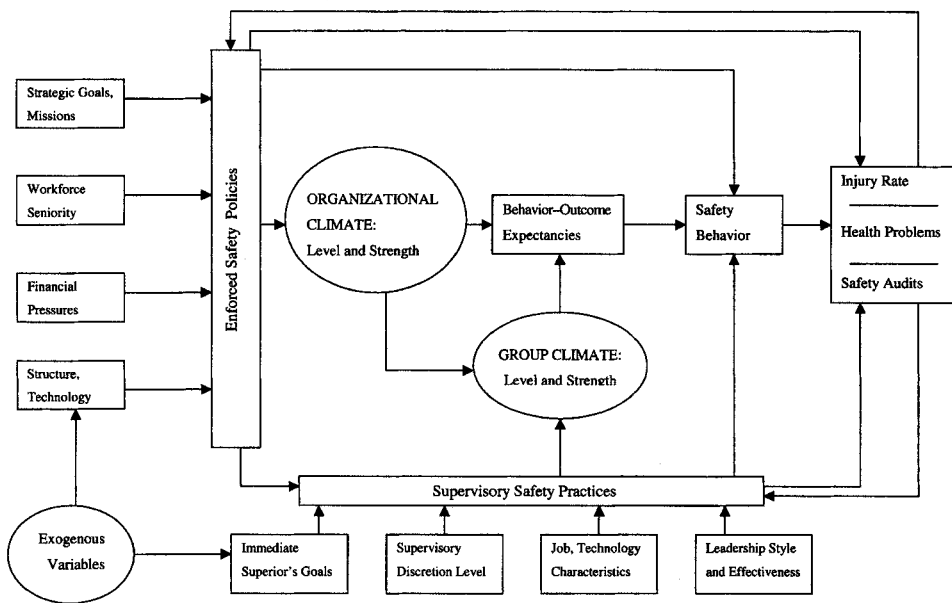 Strategic Goals,
Missions
Workforce
Seniority
Financial
Pressures
Structure,
Technology
Exogenous
Variables
Enforced Safety Policies
ORGANIZATIONAL
CLIMATE:
Level and Strength
Behavior–Outcome
Expectancies
Safety
Behavior
Injury Rate
Health Problems
Safety Audits
GROUP CLIMATE:
Level and Strength
Supervisory Safety Practices
Immediate
Superior's Goals
Supervisory
Discretion Level
Job, Technology
Characteristics
Leadership Style
and Effectiveness